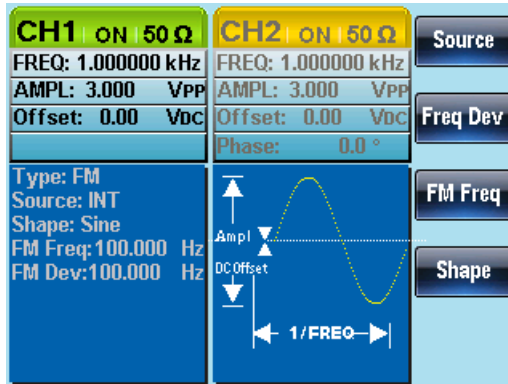 CH1 ON 50 Ω
FREQ: 1.000000 kHz
AMPL: 3.000 VPP
Offset: 0.00 VDC
CH2 ON 50 Ω
FREQ: 1.000000 kHz
AMPL: 3.000 VPP
Offset: 0.00 VDC
Phase: 0.0 °
Type: FM
Source: INT
Shape: Sine
FM Freq:100.000 Hz
FM Dev:100.000 Hz
Ampl
DC Offset
1/FREQ
Source
Freq Dev
FM Freq
Shape